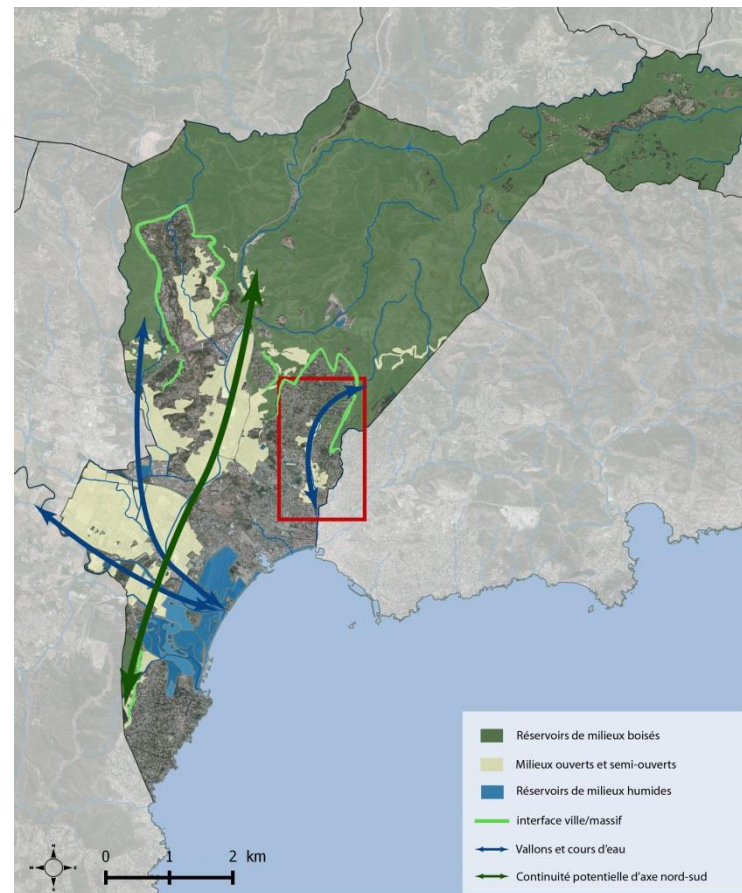 Réservoirs de milieux boisés
Milieux ouverts et semi-ouverts
Réservoirs de milieux humides
interface ville/massif
Vallons et cours d'eau
Continuité potentielle d'axe nord-sud
0 1 2 km